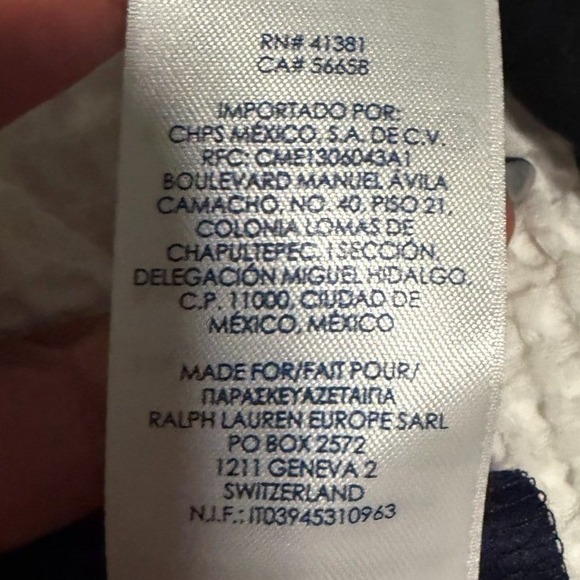 RN# 41381
CA# 56658
IMPORTADO POR:
CHPS MÉXICO, S.A. DE C.V.
RFC: CME1306043A1
BOULEVARD MANUEL ÁVILA
CAMACHO, NO. 40, PISO 21,
COLONIA LOMAS DE
CHAPULTEPEC, I SECCIÓN,
DELEGACIÓN MIGUEL HIDALGO,
C.P. 11000, CIUDAD DE
MÉXICO, MÉXICO
MADE FOR/FAIT POUR/
ΠΑΡΑΣΚΕΥΑΖΕΤΑΙΓΙΑ
RALPH LAUREN EUROPE SARL
PO BOX 2572
1211 GENEVA 2
SWITZERLAND
N.I.F.: IT03945310963